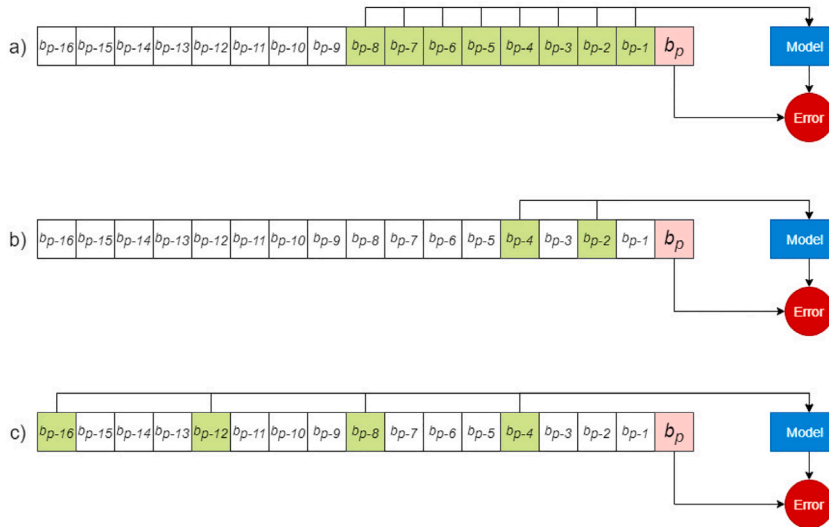 a) b_{p-16} b_{p-15} b_{p-14} b_{p-13} b_{p-12} b_{p-11} b_{p-10} b_{p-9} b_{p-8} b_{p-7} b_{p-6} b_{p-5} b_{p-4} b_{p-3} b_{p-2} b_{p-1} b_p Model
Error
b) b_{p-16} b_{p-15} b_{p-14} b_{p-13} b_{p-12} b_{p-11} b_{p-10} b_{p-9} b_{p-8} b_{p-7} b_{p-6} b_{p-5} b_{p-4} b_{p-3} b_{p-2} b_{p-1} b_p Model
Error
c) b_{p-16} b_{p-15} b_{p-14} b_{p-13} b_{p-12} b_{p-11} b_{p-10} b_{p-9} b_{p-8} b_{p-7} b_{p-6} b_{p-5} b_{p-4} b_{p-3} b_{p-2} b_{p-1} b_p Model
Error